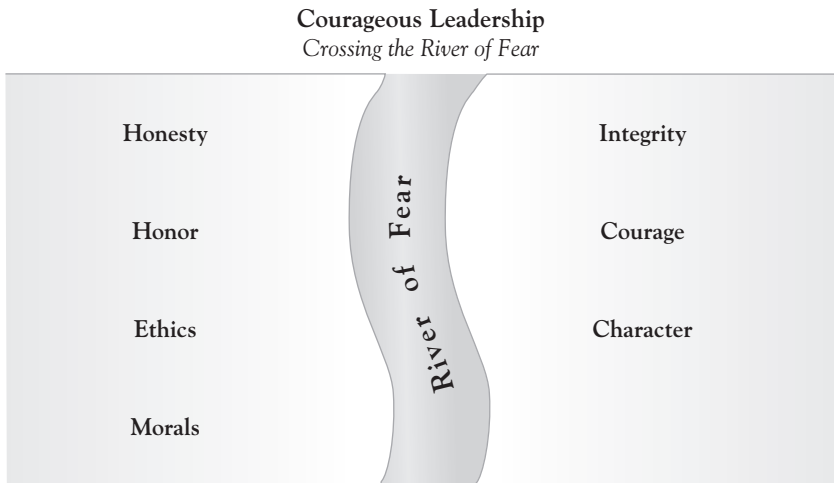 Courageous Leadership
Crossing the River of Fear
Honesty
Honor
Ethics
Morals
River of Fear
Integrity
Courage
Character